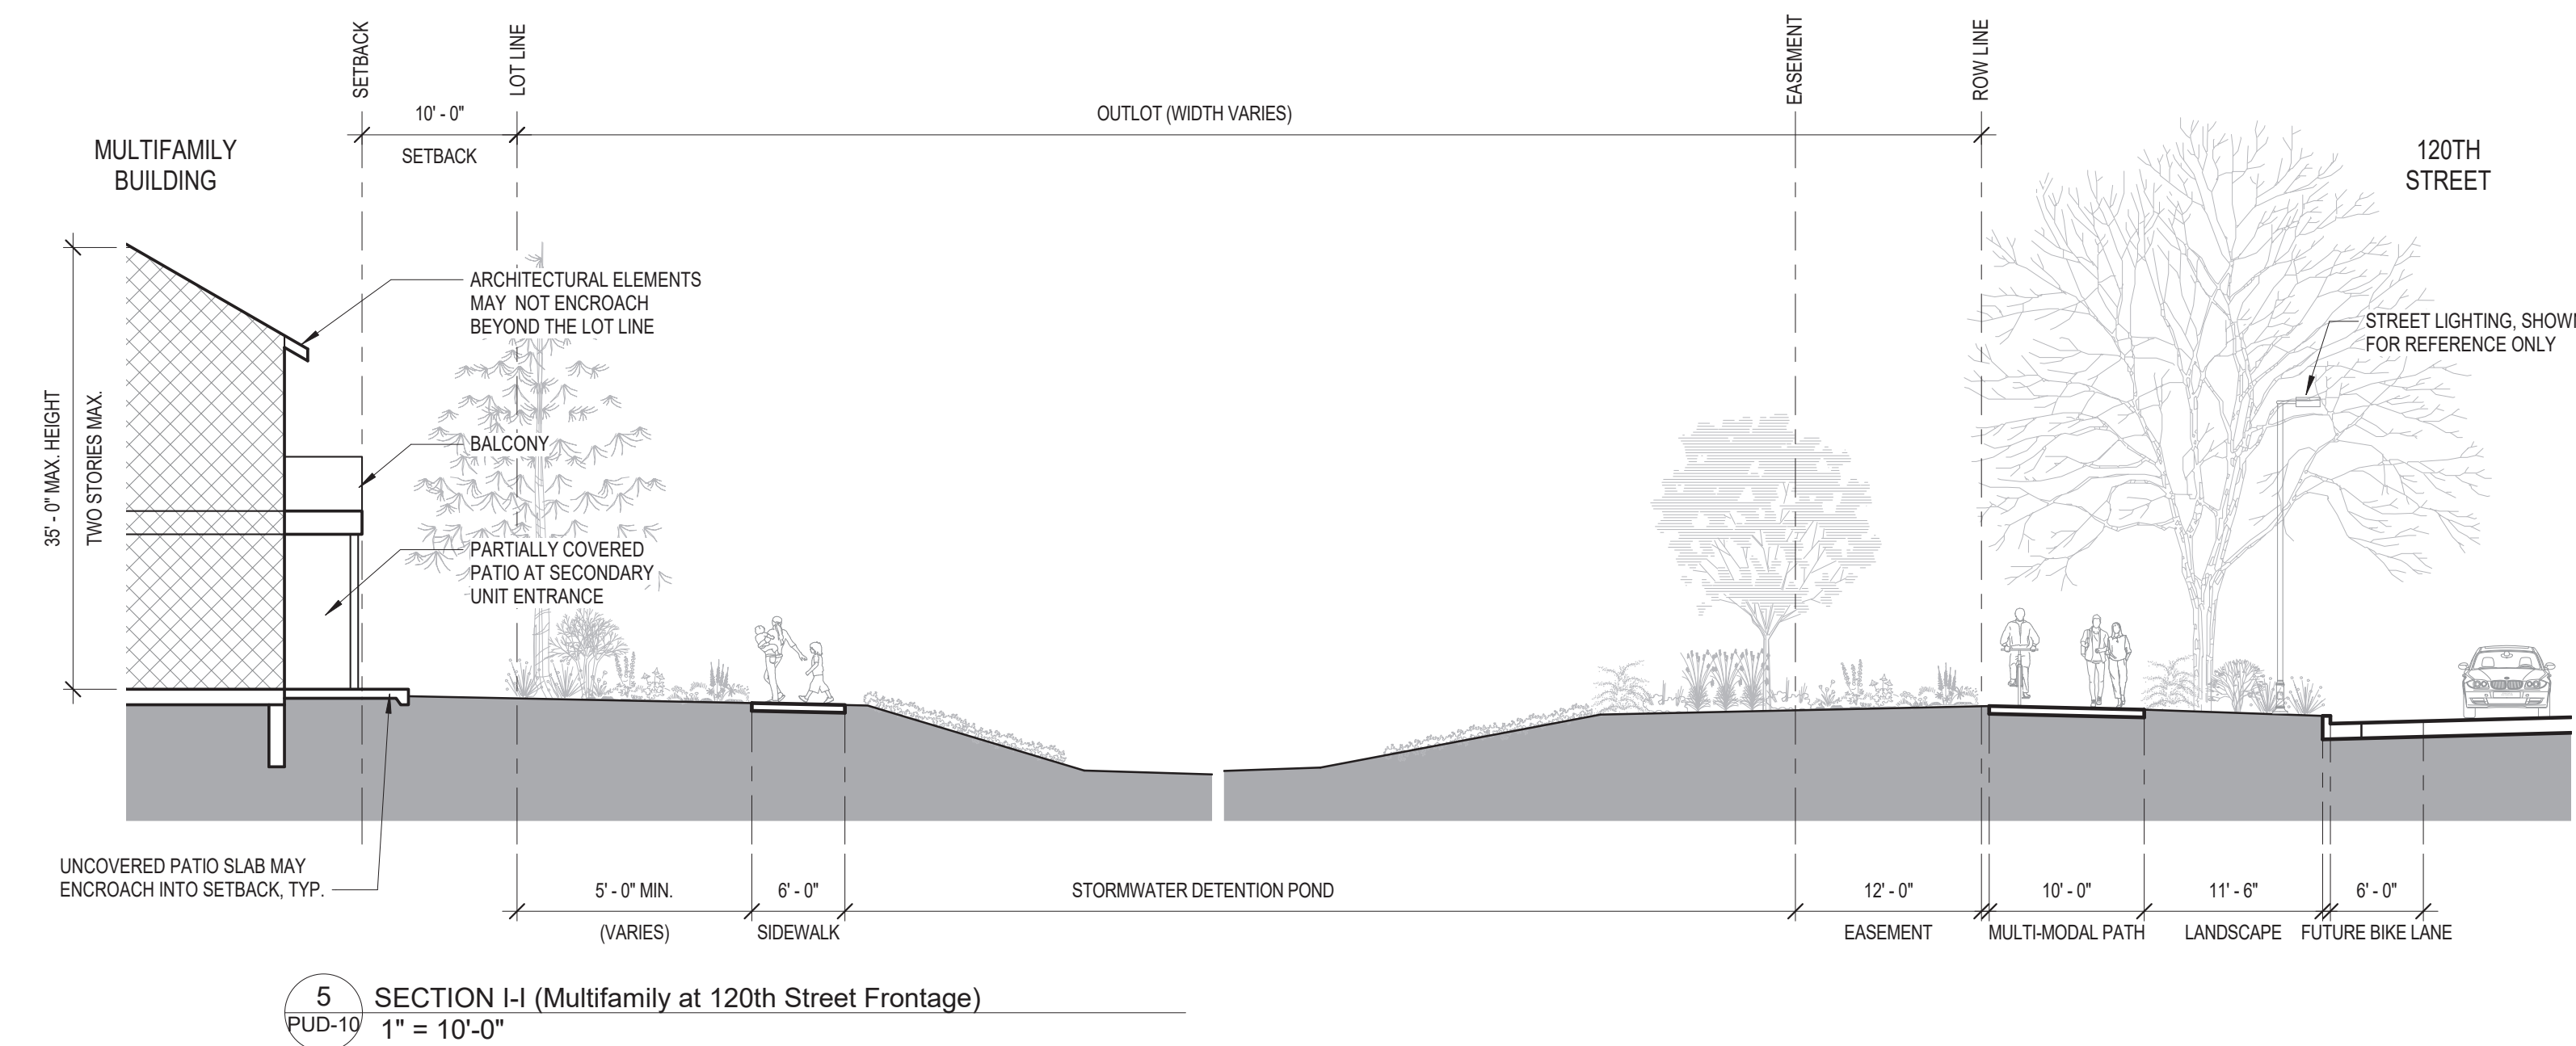 SETBACK
LOT LINE
EASEMENT
ROW LINE
10' - 0"
SETBACK
OUTLOT (WIDTH VARIES)
MULTIFAMILY
BUILDING
120TH
STREET
ARCHITECTURAL ELEMENTS
MAY NOT ENCROACH
BEYOND THE LOT LINE
STREET LIGHTING, SHOWN
FOR REFERENCE ONLY
35' - 0" MAX. HEIGHT
TWO STORIES MAX.
BALCONY
PARTIALLY COVERED
PATIO AT SECONDARY
UNIT ENTRANCE
UNCOVERED PATIO SLAB MAY
ENCROACH INTO SETBACK, TYP.
5' - 0" MIN.
(VARIES)
6' - 0"
SIDEWALK
STORMWATER DETENTION POND
12' - 0"
EASEMENT
10' - 0"
MULTI-MODAL PATH
11' - 6"
LANDSCAPE
6' - 0"
FUTURE BIKE LANE
5
PUD-10
SECTION I-I (Multifamily at 120th Street Frontage)
1" = 10'-0"